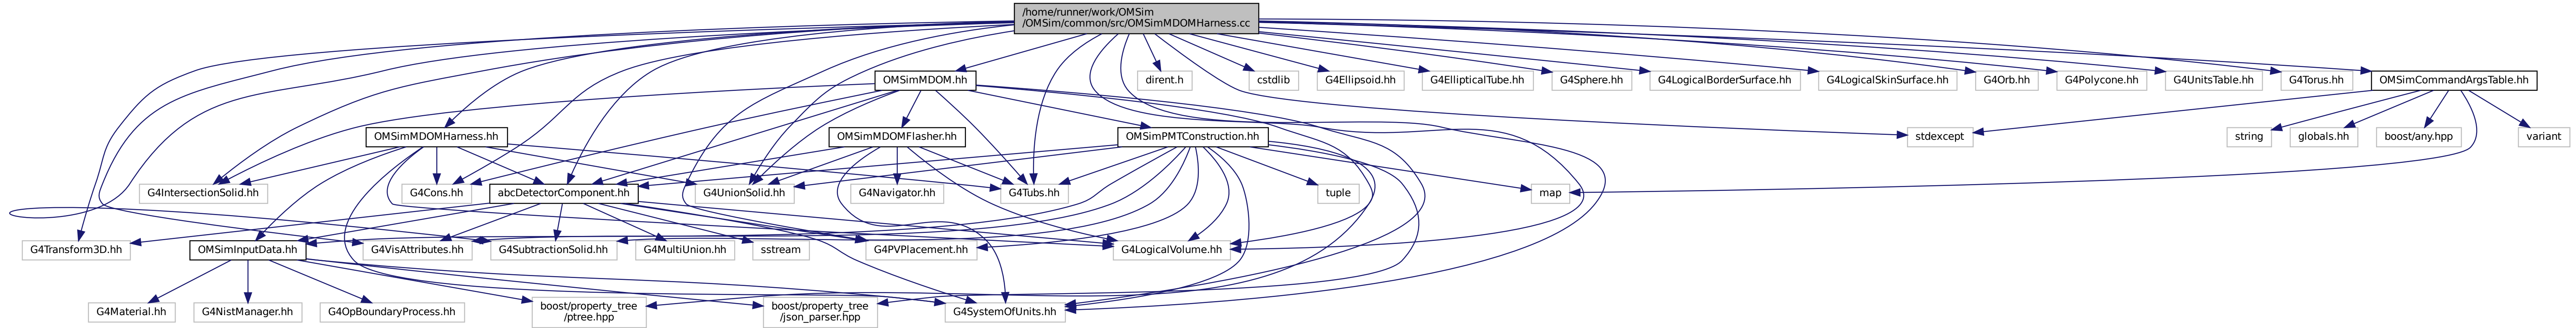 /home/runner/work/OMSim
/OMSim/common/src/OMSimMDOMHarness.cc
OMSimMDOM.hh
dirent.h
cstdlib
G4Ellipsoid.hh
G4EllipticalTube.hh
G4Sphere.hh
G4LogicalBorderSurface.hh
G4LogicalSkinSurface.hh
G4Orb.hh
G4Polycone.hh
G4UnitsTable.hh
G4Torus.hh
OMSimCommandArgsTable.hh
OMSimMDOMHarness.hh
OMSimMDOMFlasher.hh
OMSimPMTConstruction.hh
stdexcept
string
globals.hh
boost/any.hpp
variant
G4IntersectionSolid.hh
G4Cons.hh
abcDetectorComponent.hh
G4UnionSolid.hh
G4Navigator.hh
G4Tubs.hh
tuple
map
G4Transform3D.hh
OMSimInputData.hh
G4VisAttributes.hh
G4SubtractionSolid.hh
G4MultiUnion.hh
sstream
G4PVPlacement.hh
G4LogicalVolume.hh
G4Material.hh
G4NistManager.hh
G4OpBoundaryProcess.hh
boost/property_tree
/ptree.hpp
boost/property_tree
/json_parser.hpp
G4SystemOfUnits.hh